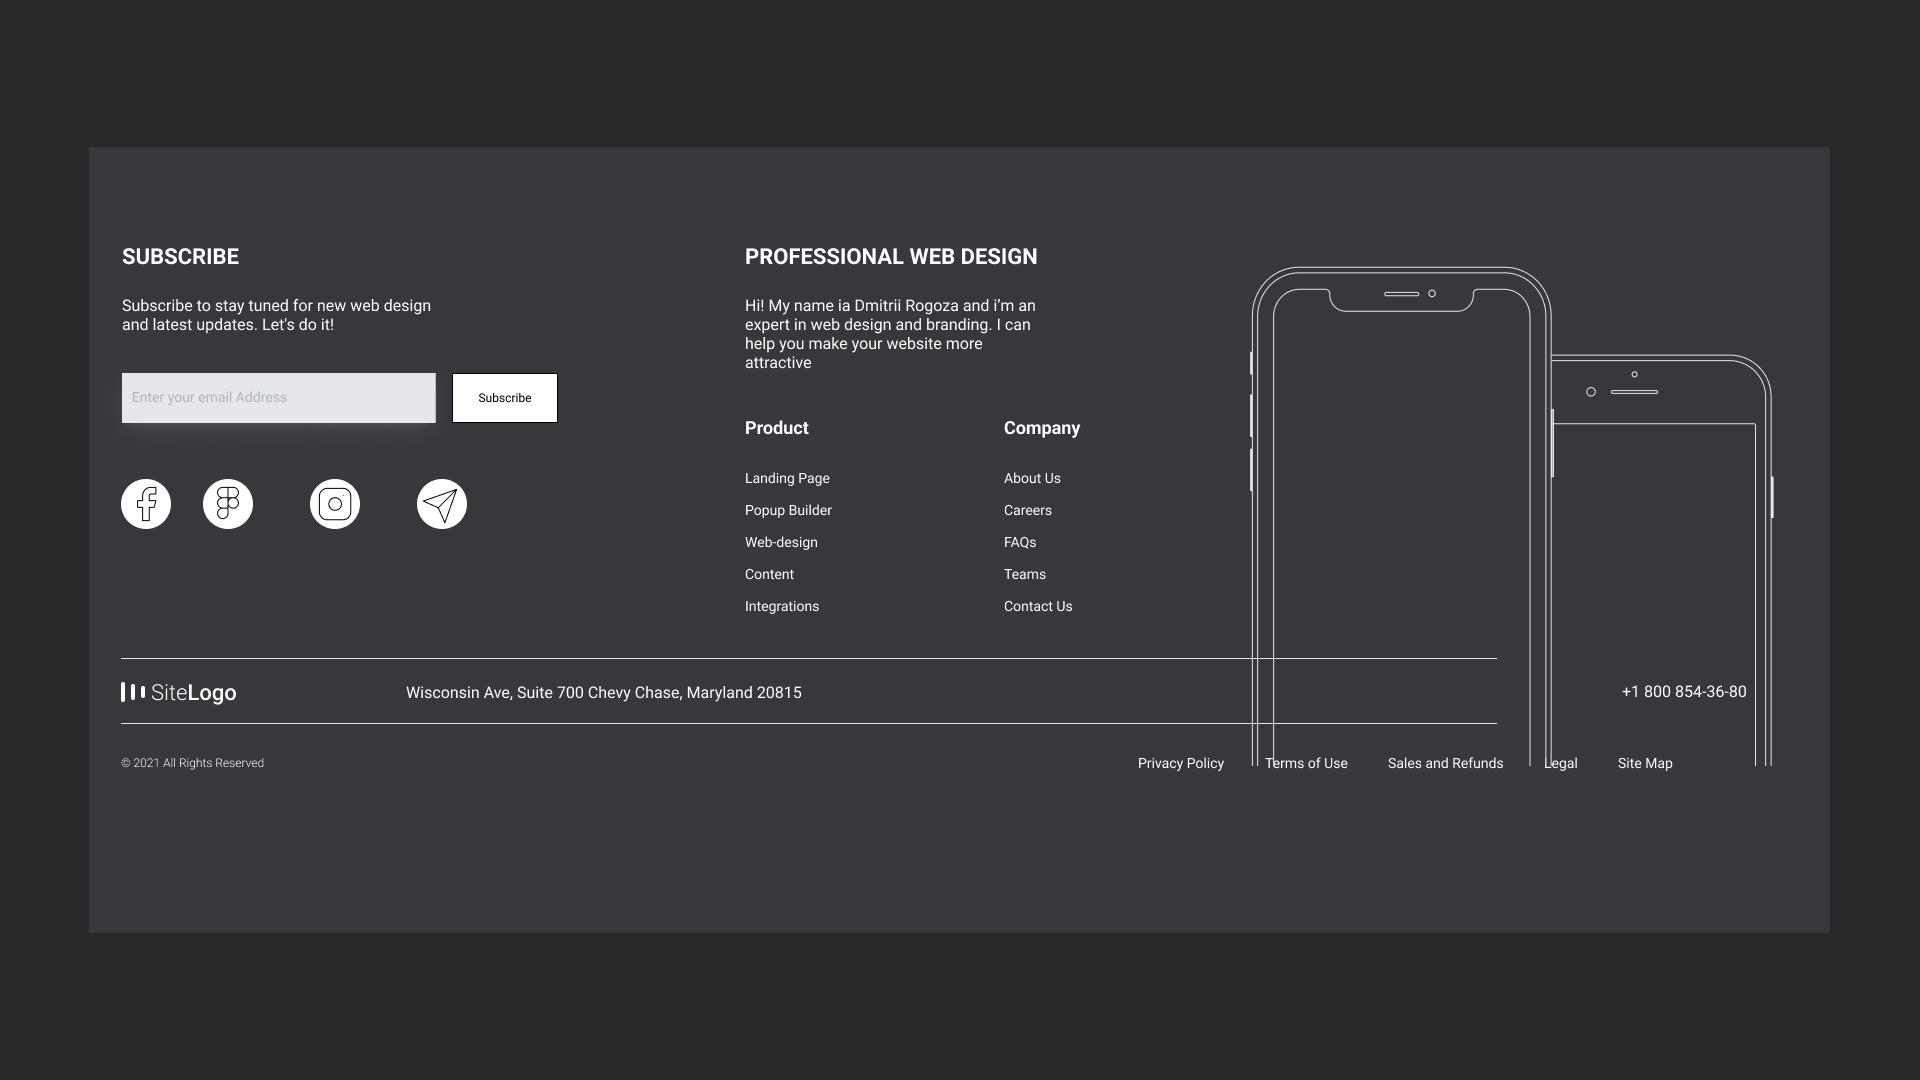 SUBSCRIBE
Subscribe to stay tuned for new web design
and latest updates. Let's do it!
Enter your email Address
Subscribe
PROFESSIONAL WEB DESIGN
Hi! My name ia Dmitrii Rogoza and i’m an
expert in web design and branding. I can
help you make your website more
attractive
Product
Landing Page
Popup Builder
Web-design
Content
Integrations
Company
About Us
Careers
FAQs
Teams
Contact Us
SiteLogo
Wisconsin Ave, Suite 700 Chevy Chase, Maryland 20815
+1 800 854-36-80
© 2021 All Rights Reserved
Privacy Policy
Terms of Use
Sales and Refunds
Legal
Site Map